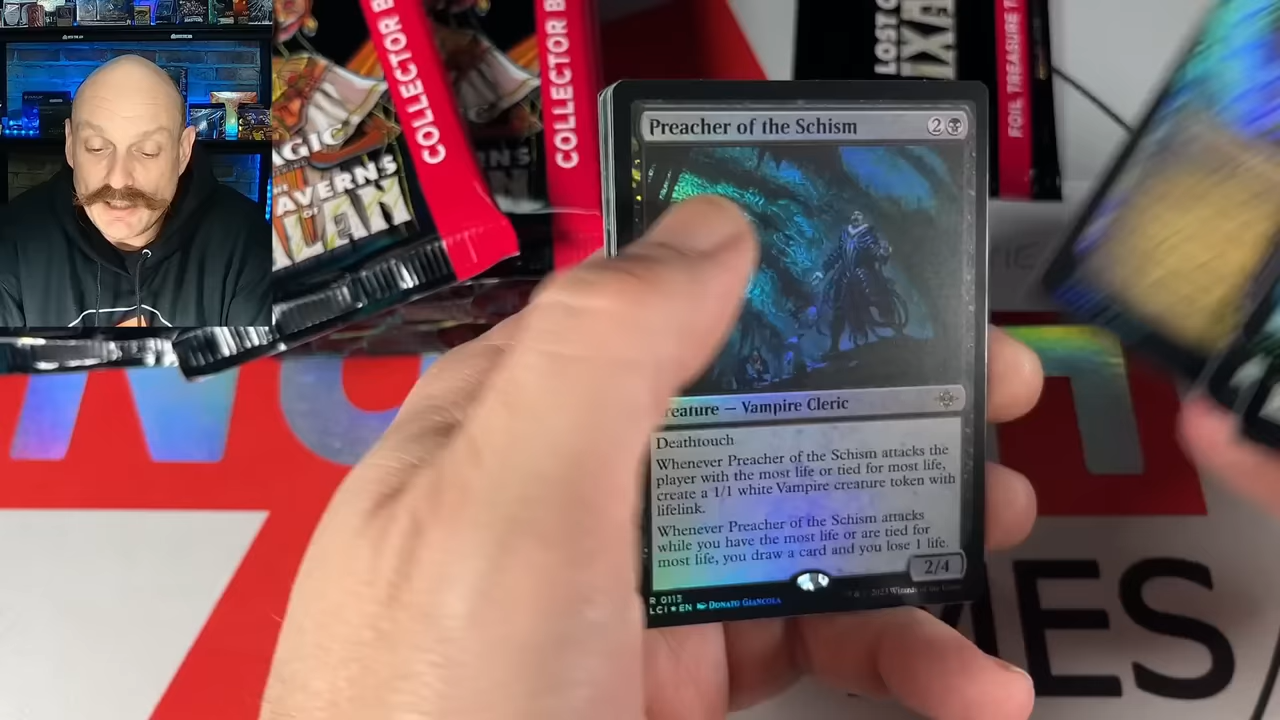 COLLECTOR B
COLLECTOR B
LOST C
IXL
FOIL TREASURE T
AGIC
AVERNS
OF
Preacher of the Schism
2
reature — Vampire Cleric
Deathtouch
Whenever Preacher of the Schism attacks the
player with the most life or tied for most life,
create a 1/1 white Vampire creature token with
lifelink.
Whenever Preacher of the Schism attacks
while you have the most life or are tied for
most life, you draw a card and you lose 1 life.
2/4
R 0113
LCI ★ EN DONATO GIANCOLA
MES